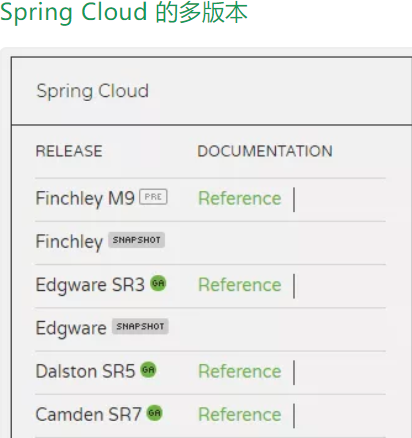 Spring Cloud 的多版本
Spring Cloud
RELEASE DOCUMENTATION
Finchley M9 PRE Reference
Finchley SNAPSHOT
Edgware SR3 GA Reference
Edgware SNAPSHOT
Dalston SR5 GA Reference
Camden SR7 GA Reference